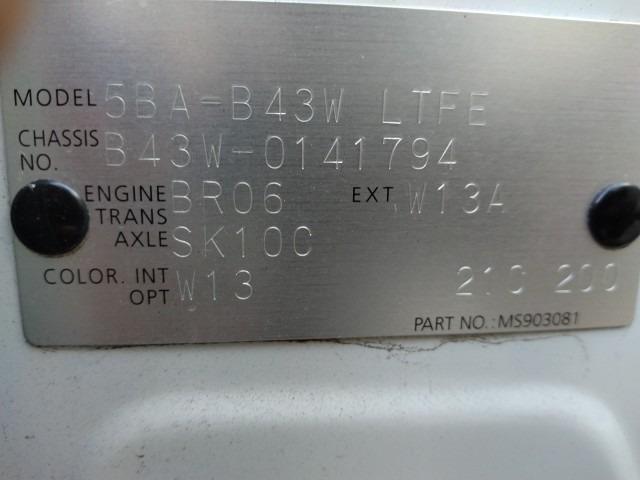 MODEL 5BA-B43W LTFE
CHASSIS NO. B43W-0141794
ENGINE BR06 EXT W13A
TRANS AXLE SK10C
COLOR. INT W13 21C 200
OPT
PART NO.: MS903081